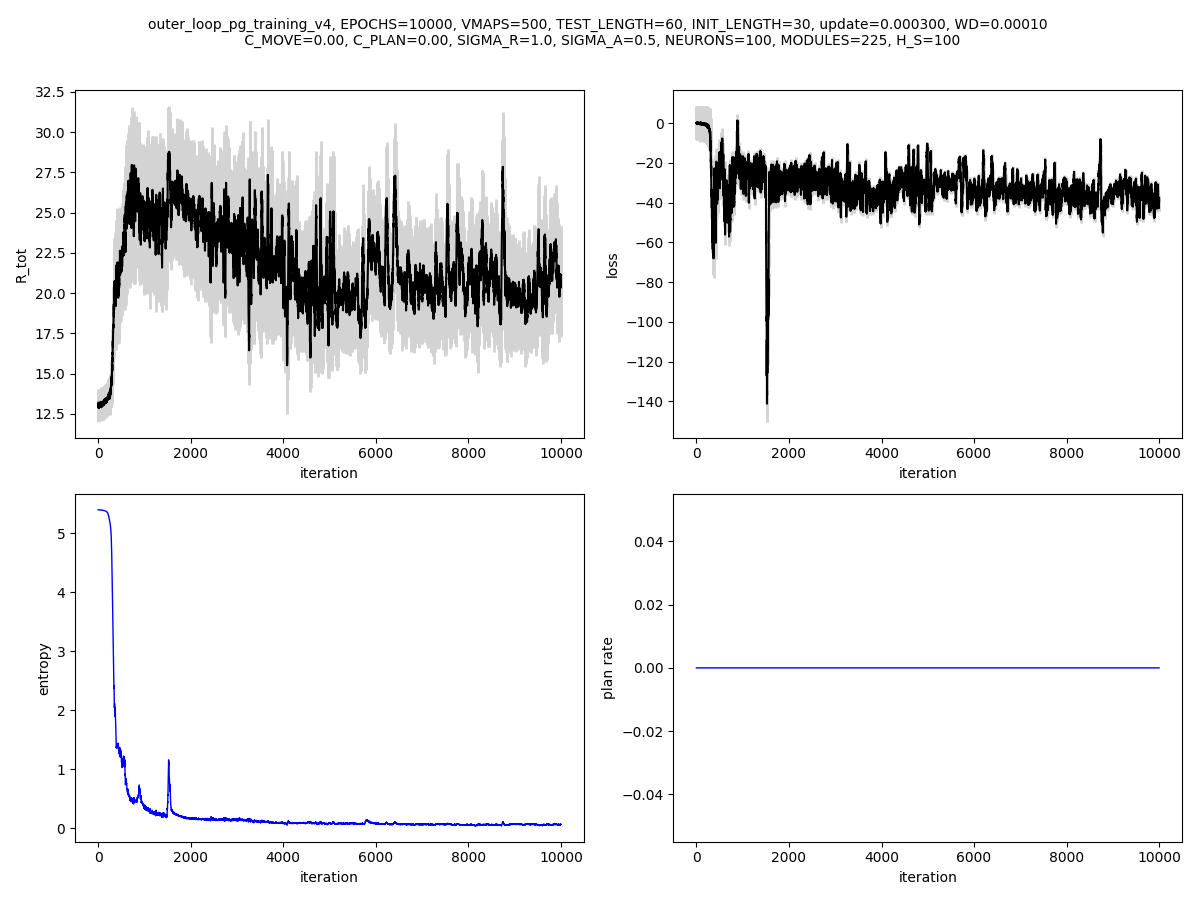 outer_loop_pg_training_v4, EPOCHS=10000, VMAPS=500, TEST_LENGTH=60, INIT_LENGTH=30, update=0.000300, WD=0.00010
C_MOVE=0.00, C_PLAN=0.00, SIGMA_R=1.0, SIGMA_A=0.5, NEURONS=100, MODULES=225, H_S=100
32.5
30.0
27.5
25.0
22.5
20.0
17.5
15.0
12.5
R_tot
0 2000 4000 6000 8000 10000
iteration
0
−20
−40
−60
−80
−100
−120
−140
loss
0 2000 4000 6000 8000 10000
iteration
5
4
3
2
1
0
entropy
0 2000 4000 6000 8000 10000
iteration
0.04
0.02
0.00
−0.02
−0.04
plan rate
0 2000 4000 6000 8000 10000
iteration